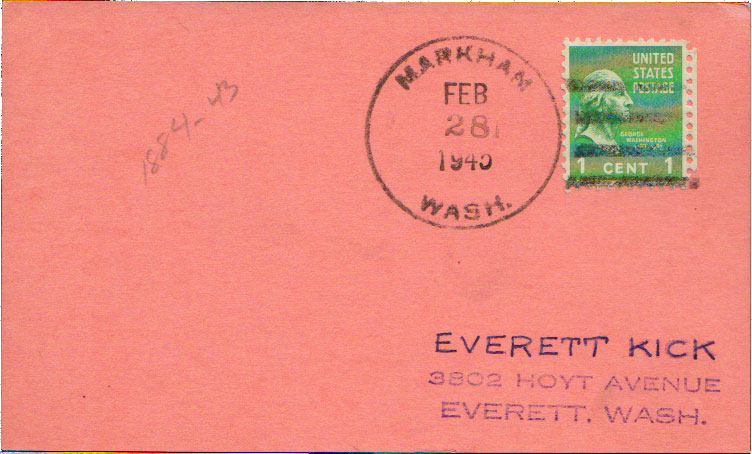 1884-43
MARKHAM
FEB
28
1940
WASH.
UNITED
STATES
POSTAGE
GEORGE
WASHINGTON
1 CENT 1
EVERETT KICK
3802 HOYT AVENUE
EVERETT, WASH.